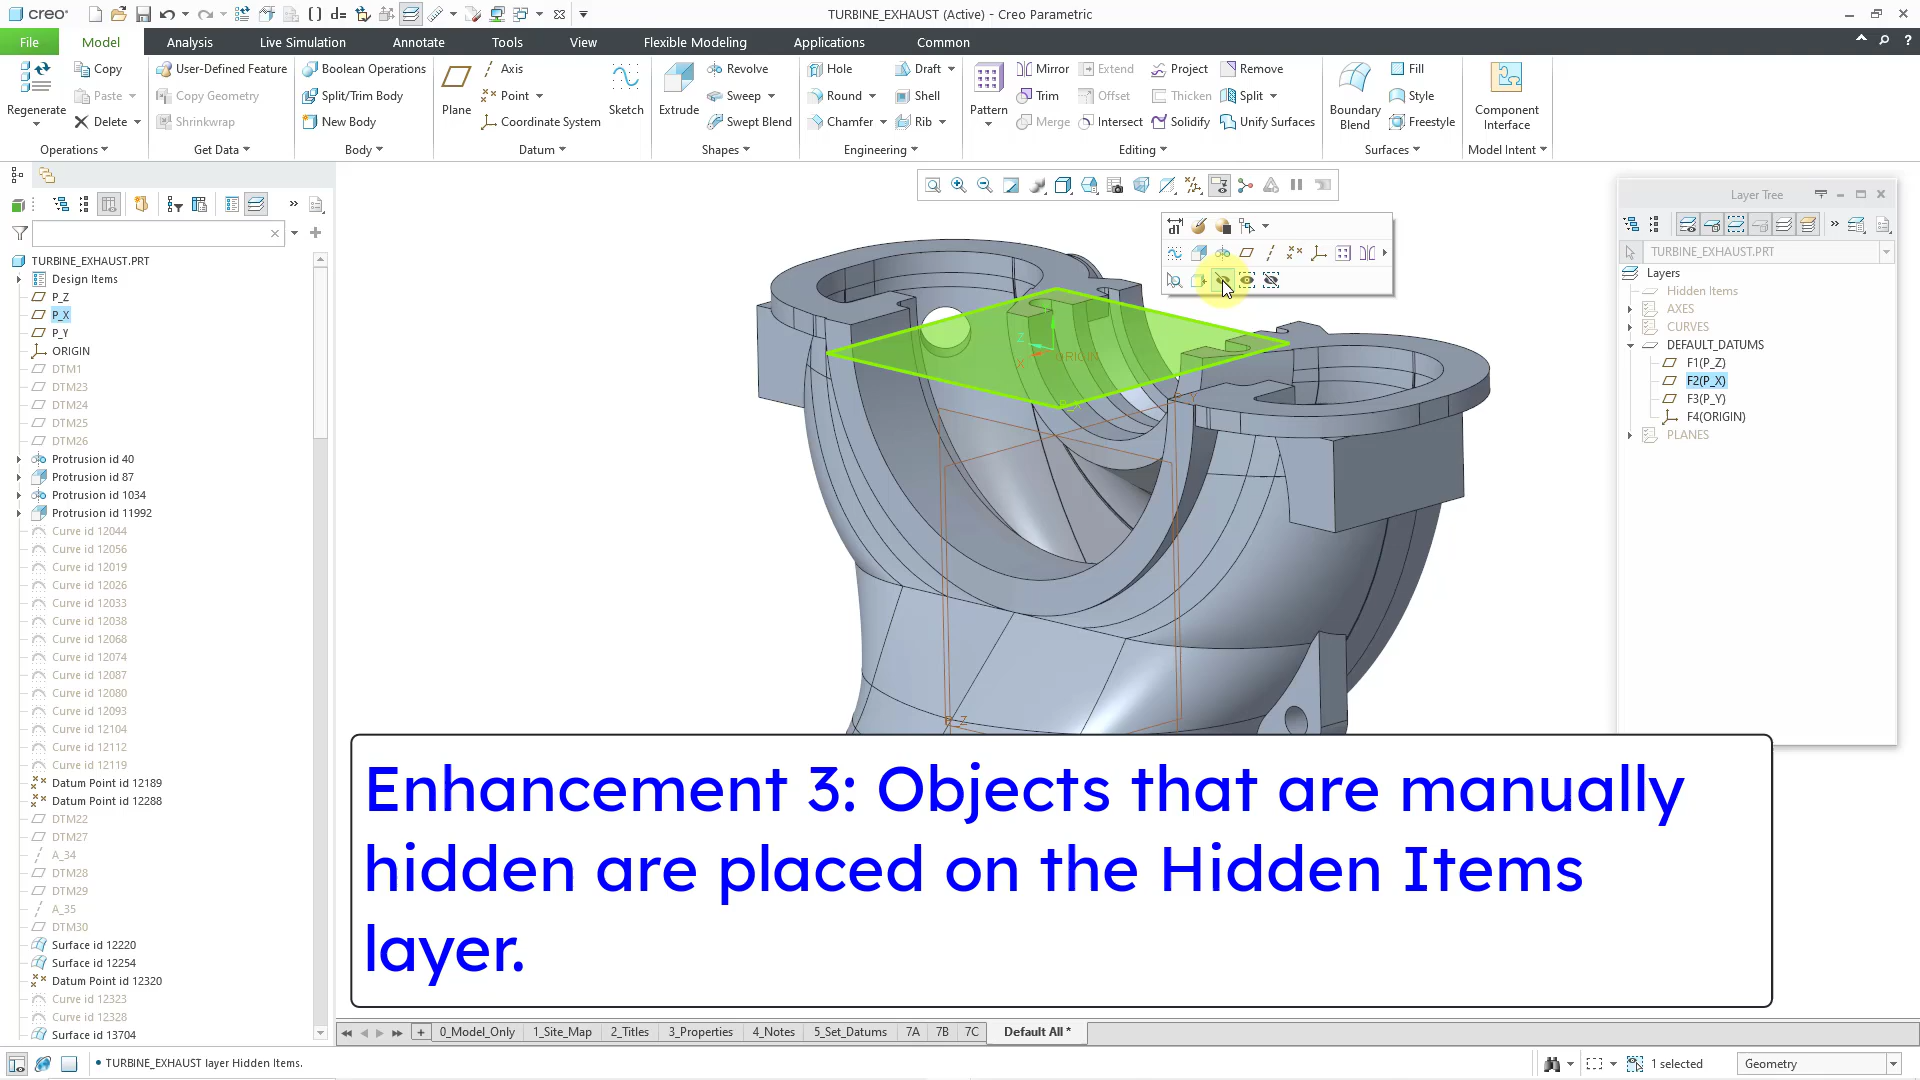 creo
TURBINE_EXHAUST (Active) - Creo Parametric
File
Model
Analysis
Live Simulation
Annotate
Tools
View
Flexible Modeling
Applications
Common
Regenerate
Copy
Paste
Delete
Operations
User-Defined Feature
Copy Geometry
Shrinkwrap
Get Data
Boolean Operations
Split/Trim Body
New Body
Body
Plane
Axis
Point
Coordinate System
Sketch
Datum
Extrude
Revolve
Sweep
Swept Blend
Shapes
Hole
Round
Chamfer
Draft
Shell
Rib
Engineering
Pattern
Mirror
Trim
Merge
Extend
Offset
Intersect
Project
Thicken
Solidify
Remove
Split
Unify Surfaces
Editing
Boundary
Blend
Fill
Style
Freestyle
Surfaces
Component
Interface
Model Intent
TURBINE_EXHAUST.PRT
Design Items
P_Z
P_X
P_Y
ORIGIN
DTM1
DTM23
DTM24
DTM25
DTM26
Protrusion id 40
Protrusion id 87
Protrusion id 1034
Protrusion id 11992
Curve id 12044
Curve id 12056
Curve id 12019
Curve id 12026
Curve id 12033
Curve id 12038
Curve id 12068
Curve id 12074
Curve id 12087
Curve id 12080
Curve id 12093
Curve id 12104
Curve id 12112
Curve id 12119
Datum Point id 12189
Datum Point id 12288
DTM22
DTM27
A_34
DTM28
DTM29
A_35
DTM30
Surface id 12220
Surface id 12254
Datum Point id 12320
Curve id 12323
Curve id 12328
Surface id 13704
Z
X
ORIGIN
P_Z
Layer Tree
TURBINE_EXHAUST.PRT
Layers
Hidden Items
AXES
CURVES
DEFAULT_DATUMS
F1(P_Z)
F2(P_X)
F3(P_Y)
F4(ORIGIN)
PLANES
Enhancement 3: Objects that are manually
hidden are placed on the Hidden Items
layer.
0_Model_Only
1_Site_Map
2_Titles
3_Properties
4_Notes
5_Set_Datums
7A
7B
7C
Default All *
• TURBINE_EXHAUST layer Hidden Items.
1 selected
Geometry